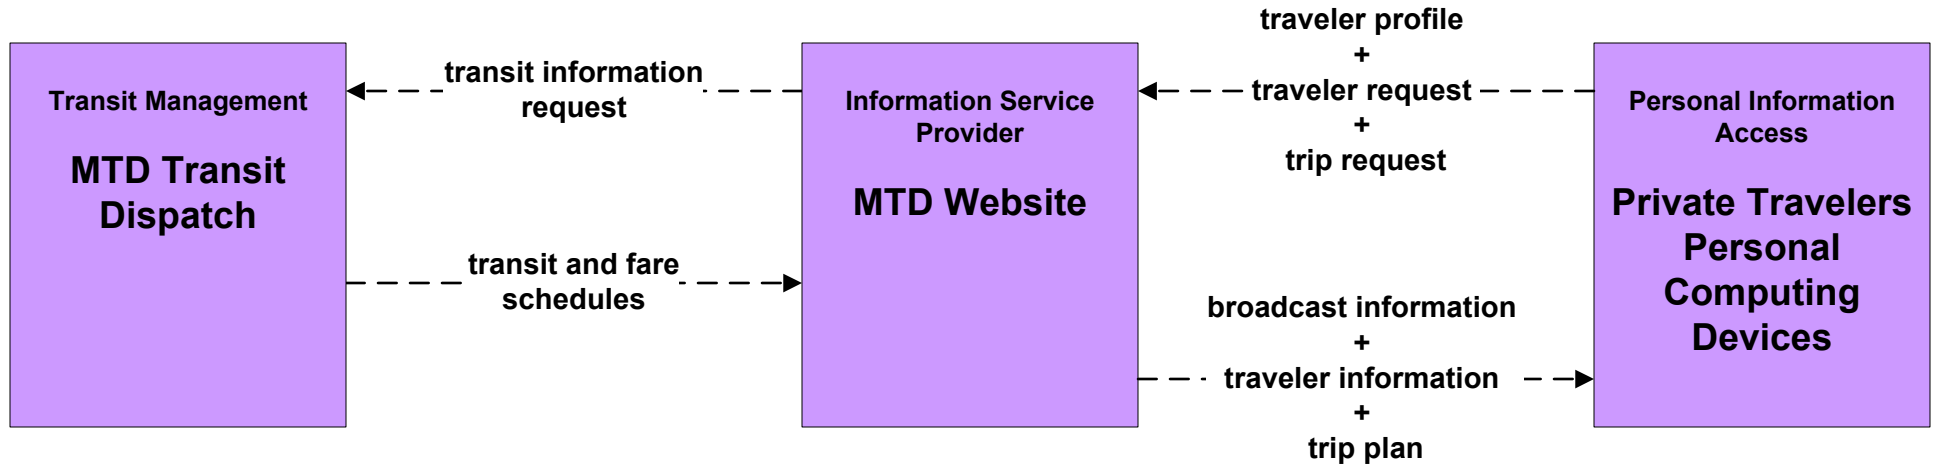 Transit Management
MTD Transit
Dispatch
transit information
request
transit and fare
schedules
Information Service
Provider
MTD Website
traveler profile
+
traveler request
+
trip request
broadcast information
+
traveler information
+
trip plan
Personal Information
Access
Private Travelers
Personal
Computing
Devices